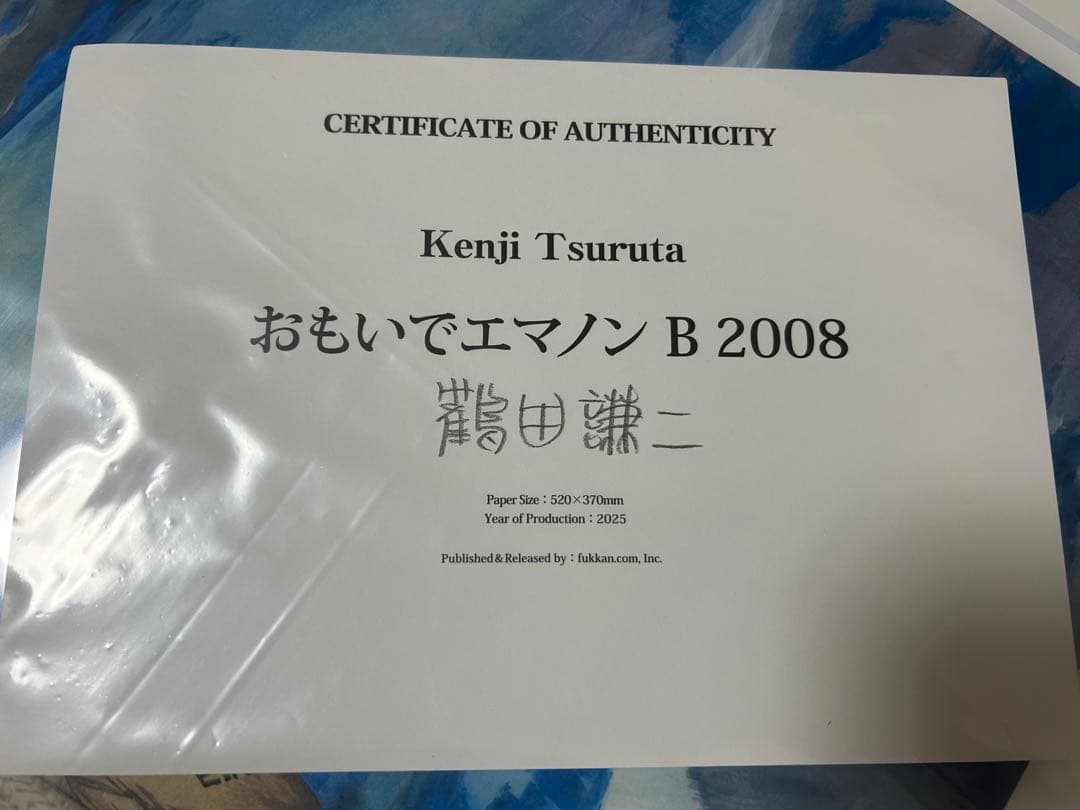 CERTIFICATE OF AUTHENTICITY
Kenji Tsuruta
おもいでエマノン B 2008
鶴田謙二
Paper Size：520×370mm
Year of Production：2025
Published＆Released by：fukkan.com, Inc.